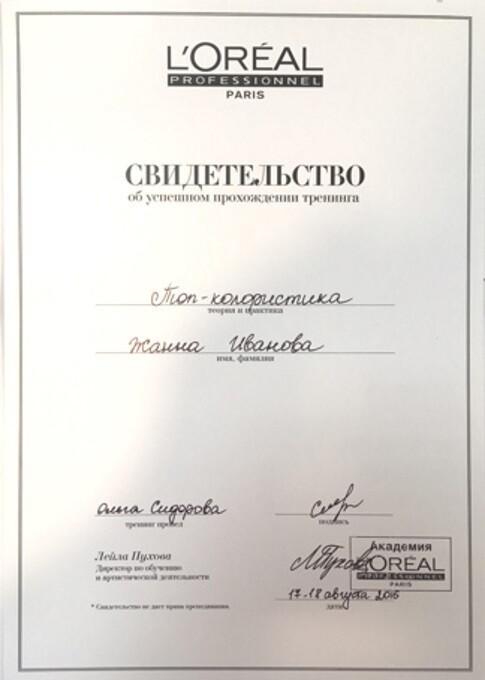 L'ORÉAL
PROFESSIONNEL
PARIS
СВИДЕТЕЛЬСТВО
об успешном прохождении тренинга
Топ-колористика
теория и практика
Жанна Иванова
имя, фамилия
Ольга Сидорова
тренинг провел
подпись
Лейла Пухова
Директор по обучению
и артистической деятельности
Академия
L'ORÉAL
PROFESSIONNEL
PARIS
17-18 августа 2016
дата
* Свидетельство не дает права преподавания.